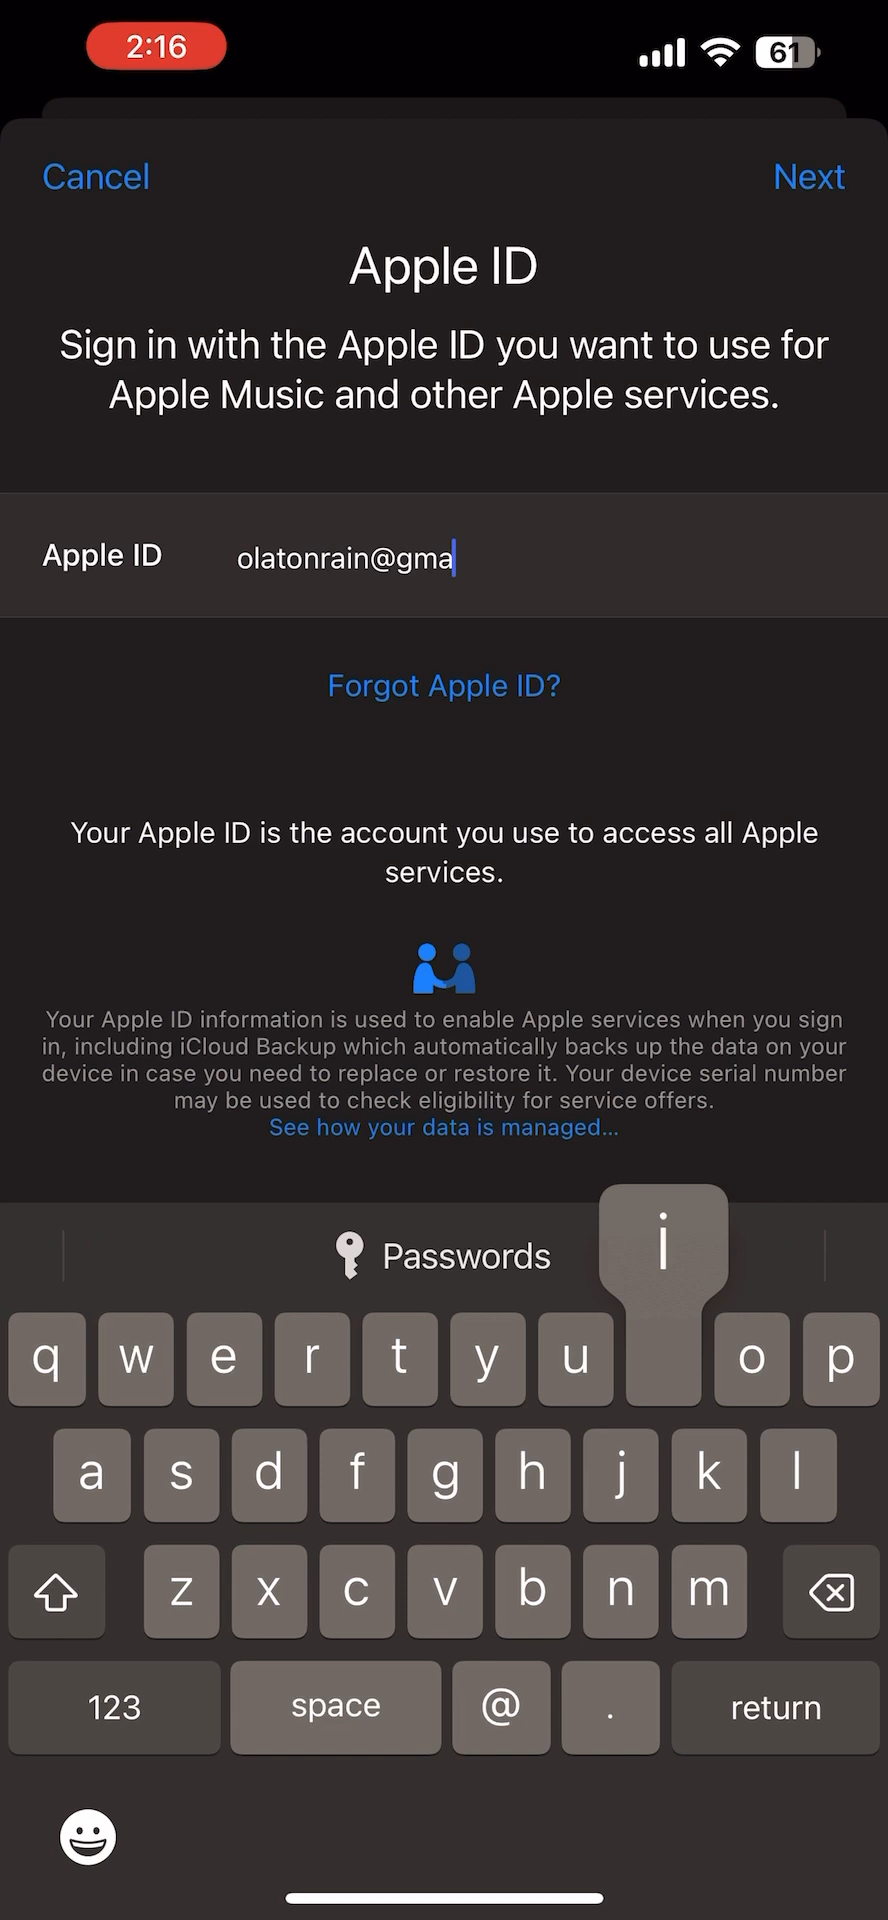 2:16
61
Cancel
Next
Apple ID
Sign in with the Apple ID you want to use for
Apple Music and other Apple services.
Apple ID
olatonrain@gma
Forgot Apple ID?
Your Apple ID is the account you use to access all Apple
services.
Your Apple ID information is used to enable Apple services when you sign
in, including iCloud Backup which automatically backs up the data on your
device in case you need to replace or restore it. Your device serial number
may be used to check eligibility for service offers.
See how your data is managed...
Passwords
i
q w e r t y u o p
a s d f g h j k l
z x c v b n m
123 space @ . return